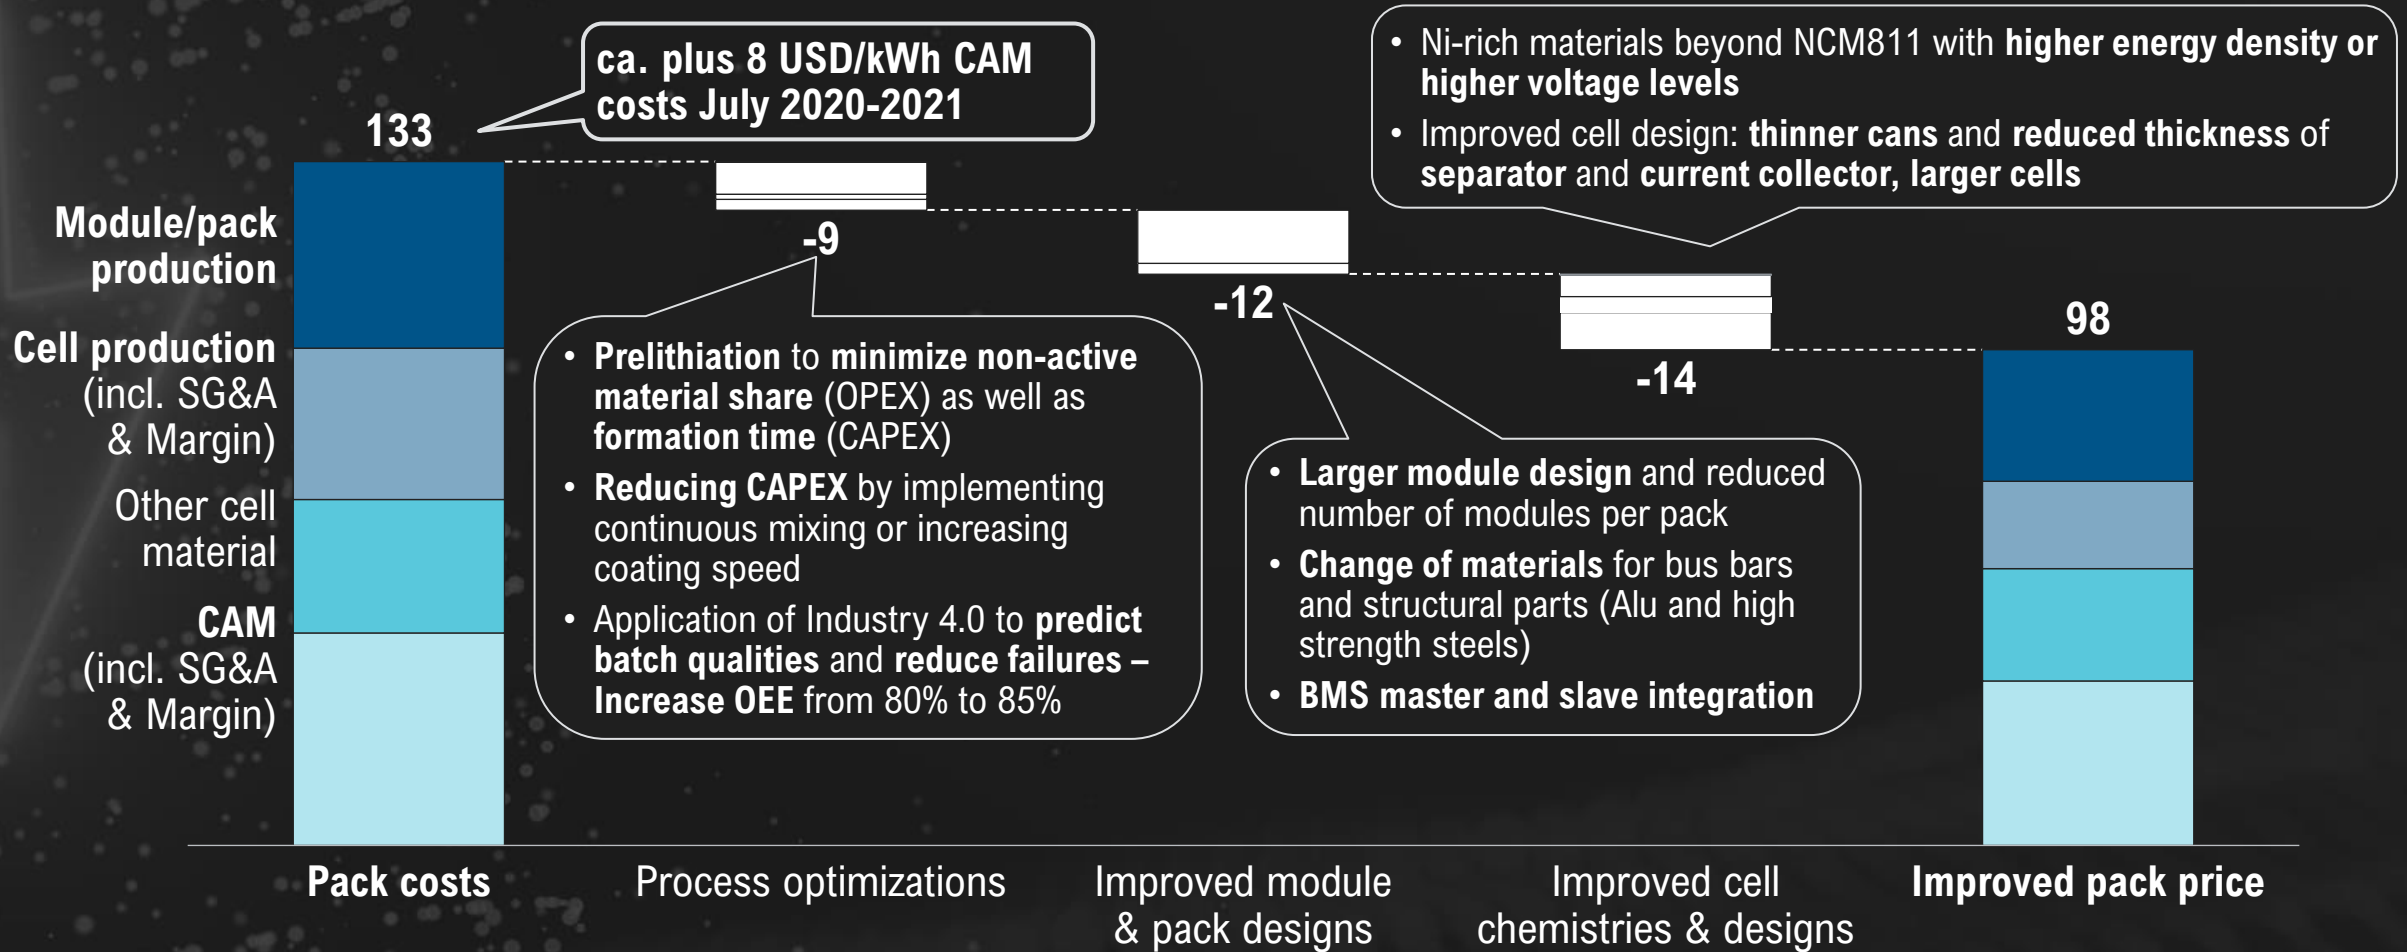 ca. plus 8 USD/kWh CAM
costs July 2020-2021
• Ni-rich materials beyond NCM811 with higher energy density or
higher voltage levels
• Improved cell design: thinner cans and reduced thickness of
separator and current collector, larger cells
133
Module/pack
production
Cell production
(incl. SG&A
& Margin)
Other cell
material
CAM
(incl. SG&A
& Margin)
-9
• Prelithiation to minimize non-active
material share (OPEX) as well as
formation time (CAPEX)
• Reducing CAPEX by implementing
continuous mixing or increasing
coating speed
• Application of Industry 4.0 to predict
batch qualities and reduce failures –
Increase OEE from 80% to 85%
-12
• Larger module design and reduced
number of modules per pack
• Change of materials for bus bars
and structural parts (Alu and high
strength steels)
• BMS master and slave integration
-14
98
Pack costs
Process optimizations
Improved module
& pack designs
Improved cell
chemistries & designs
Improved pack price